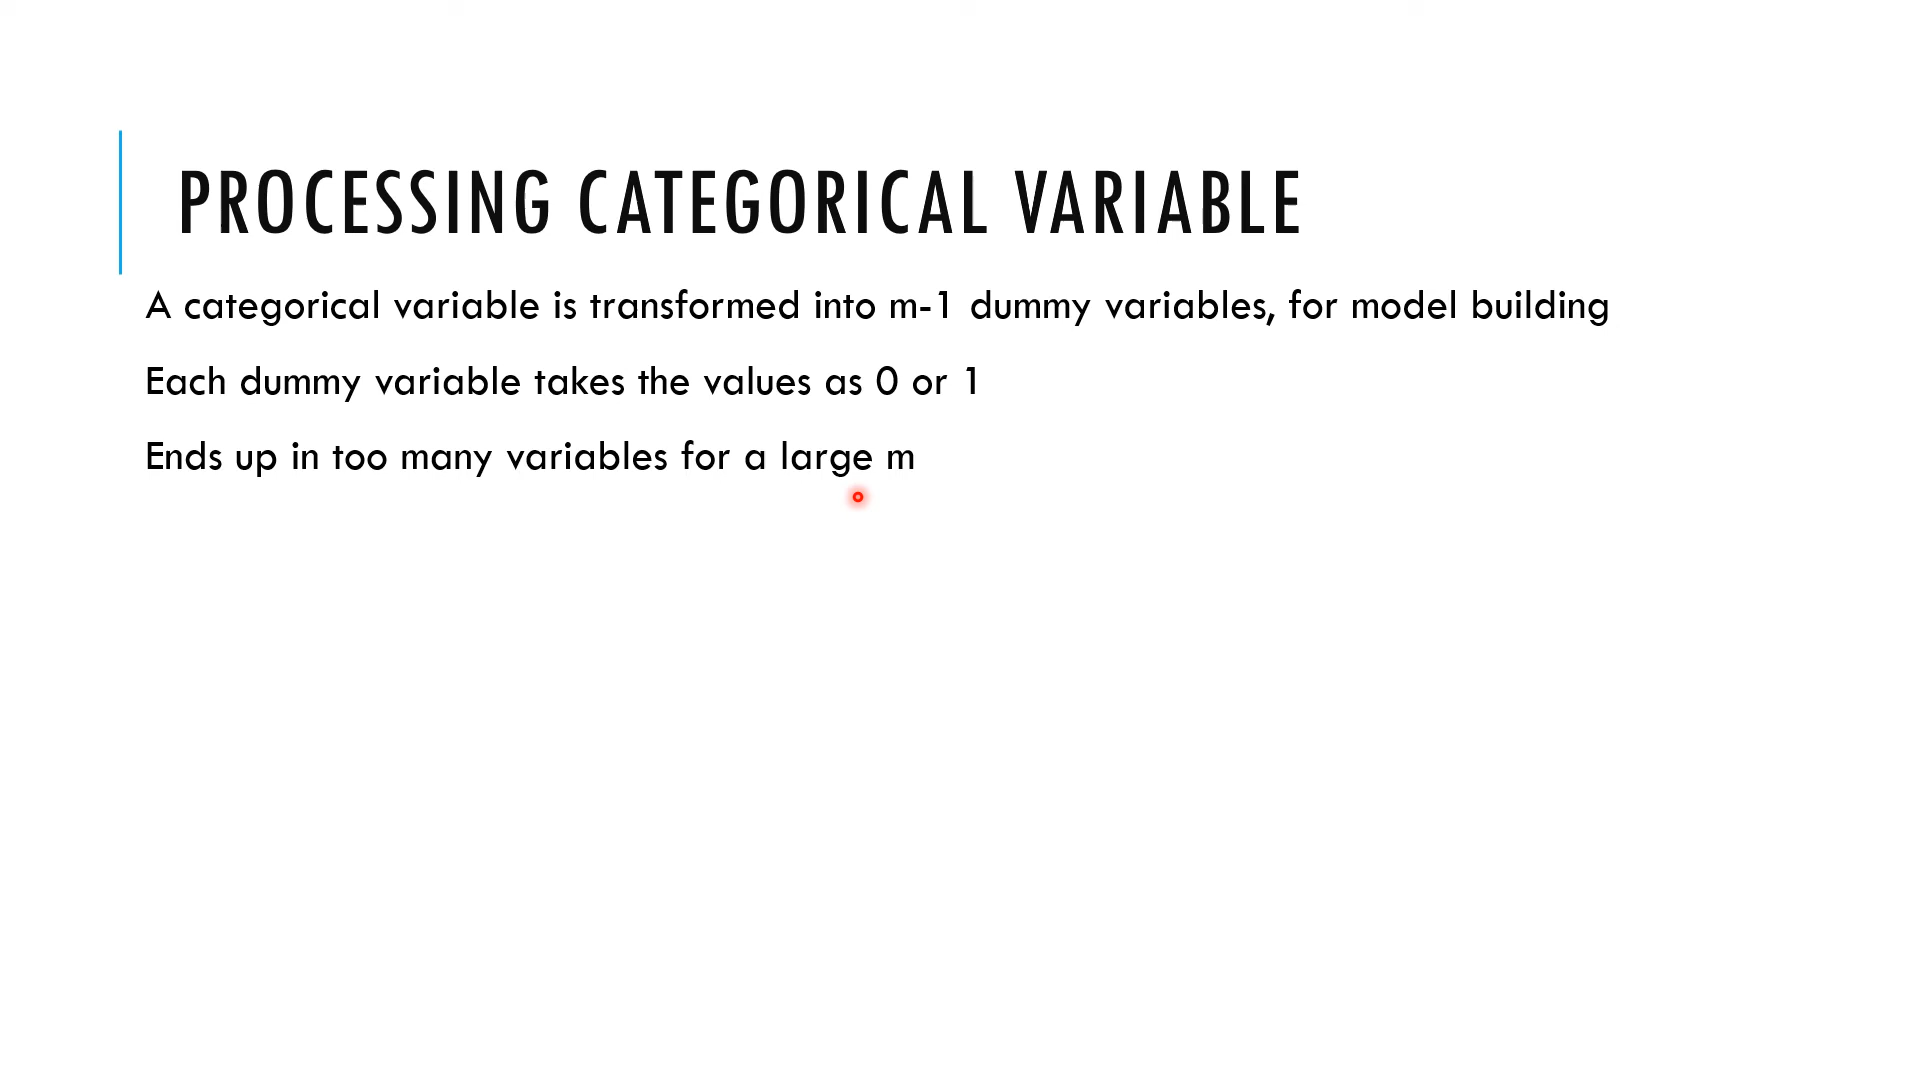 PROCESSING CATEGORICAL VARIABLE
A categorical variable is transformed into m-1 dummy variables, for model building
Each dummy variable takes the values as 0 or 1
Ends up in too many variables for a large m